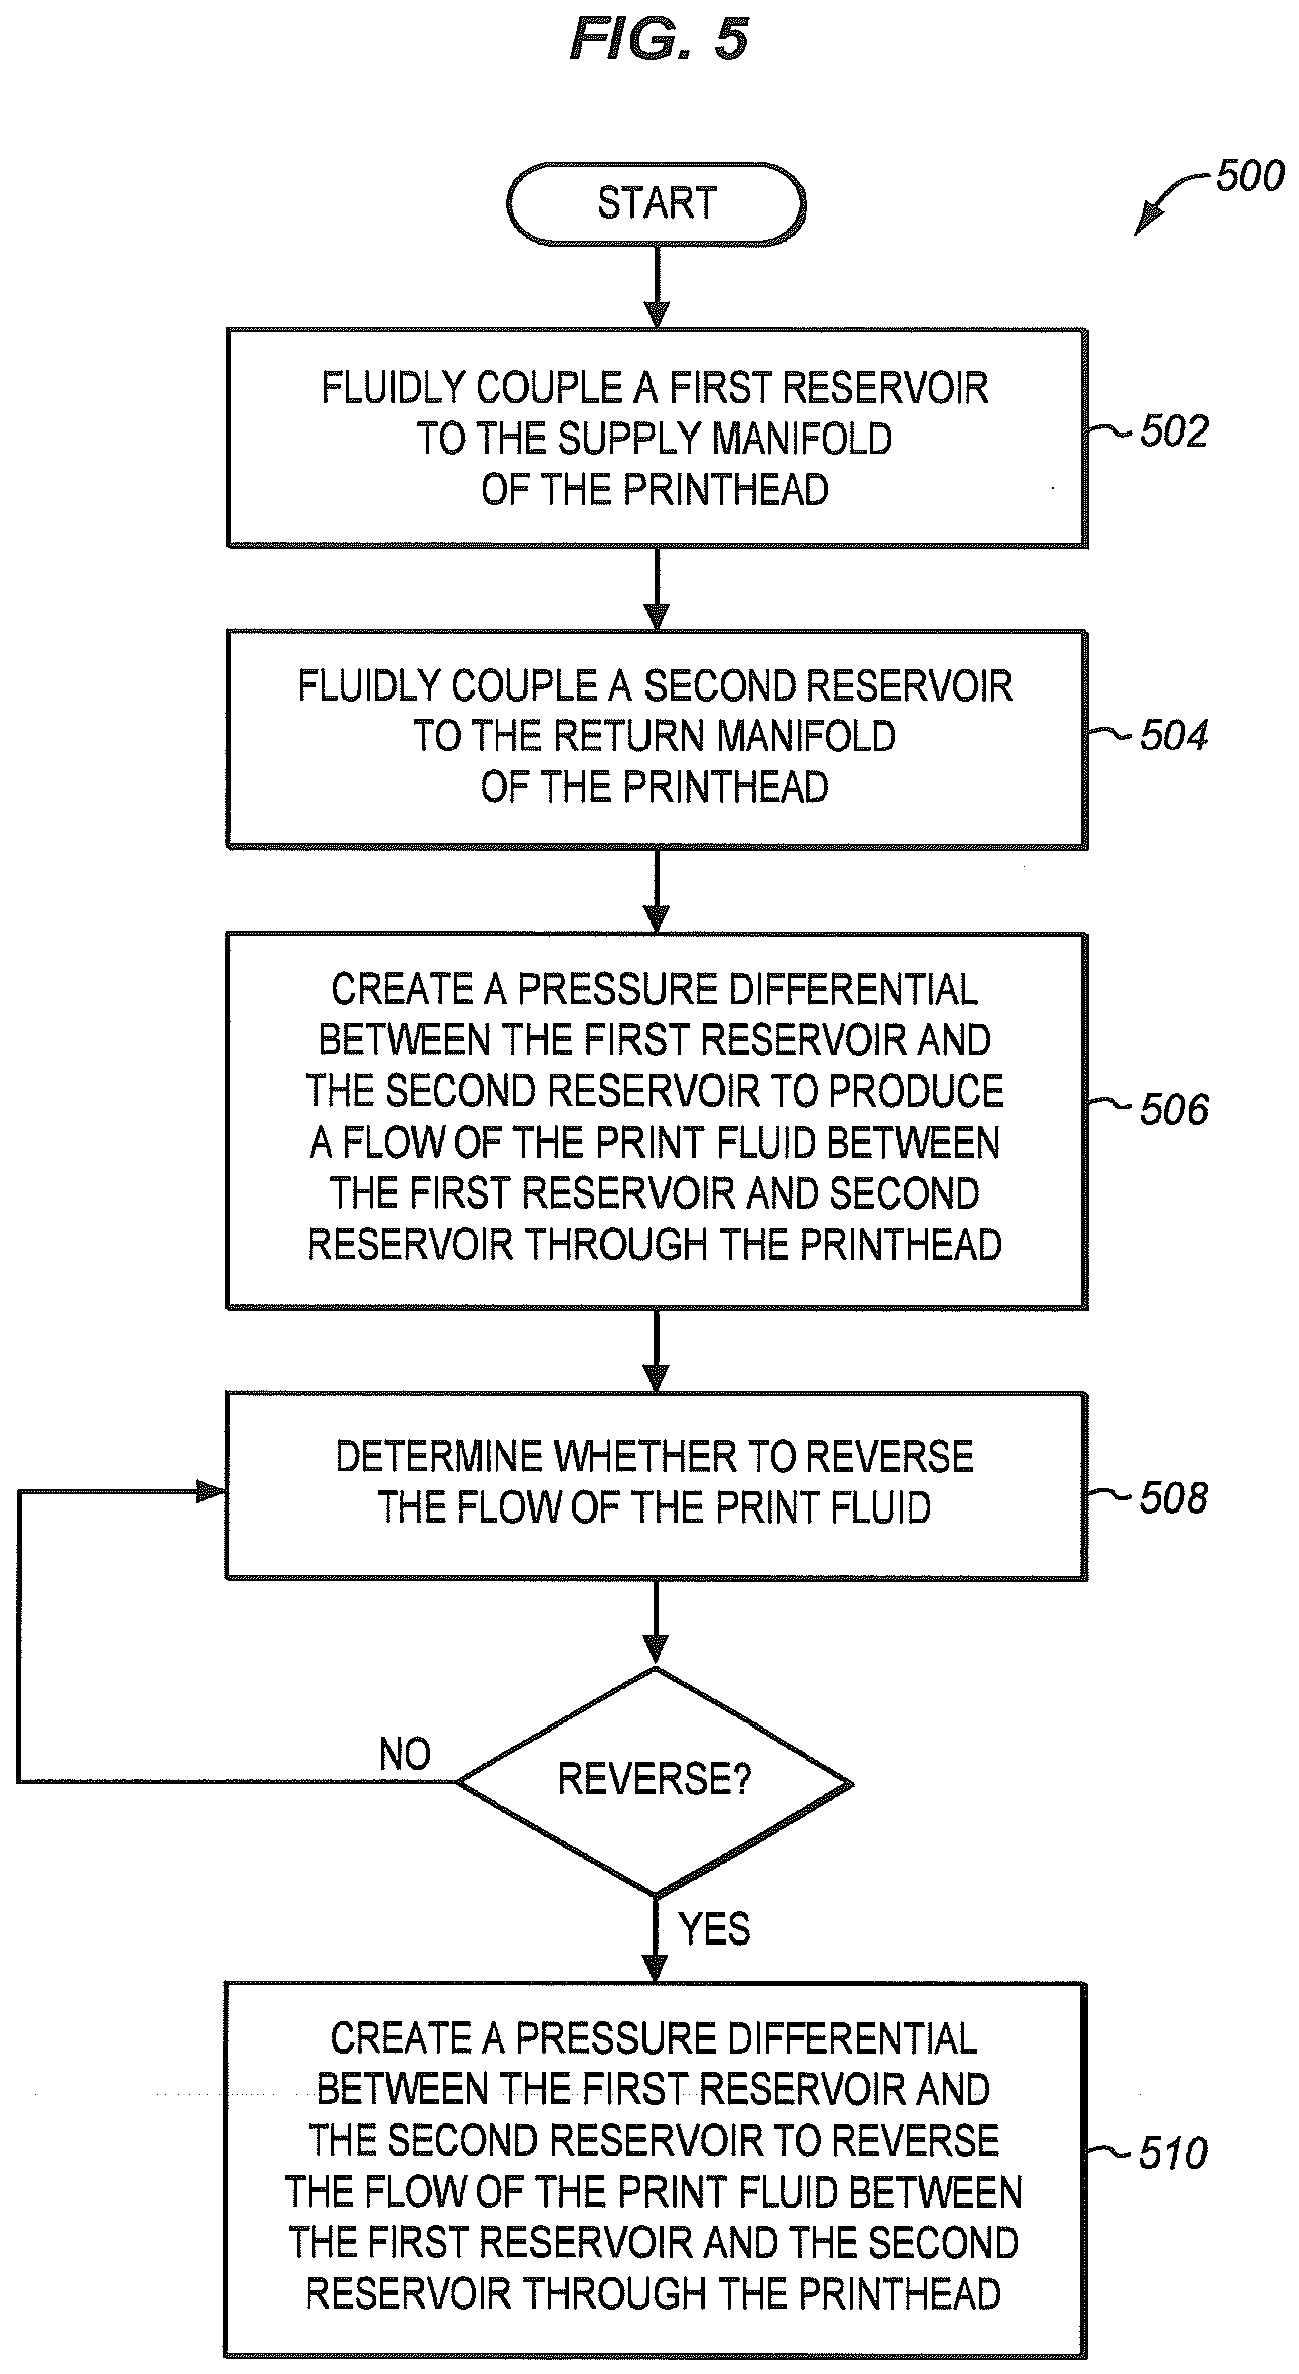 FIG. 5
500
START
FLUIDLY COUPLE A FIRST RESERVOIR
TO THE SUPPLY MANIFOLD
OF THE PRINTHEAD
502
FLUIDLY COUPLE A SECOND RESERVOIR
TO THE RETURN MANIFOLD
OF THE PRINTHEAD
504
CREATE A PRESSURE DIFFERENTIAL
BETWEEN THE FIRST RESERVOIR AND
THE SECOND RESERVOIR TO PRODUCE
A FLOW OF THE PRINT FLUID BETWEEN
THE FIRST RESERVOIR AND SECOND
RESERVOIR THROUGH THE PRINTHEAD
506
DETERMINE WHETHER TO REVERSE
THE FLOW OF THE PRINT FLUID
508
NO
REVERSE?
YES
CREATE A PRESSURE DIFFERENTIAL
BETWEEN THE FIRST RESERVOIR AND
THE SECOND RESERVOIR TO REVERSE
THE FLOW OF THE PRINT FLUID BETWEEN
THE FIRST RESERVOIR AND THE SECOND
RESERVOIR THROUGH THE PRINTHEAD
510